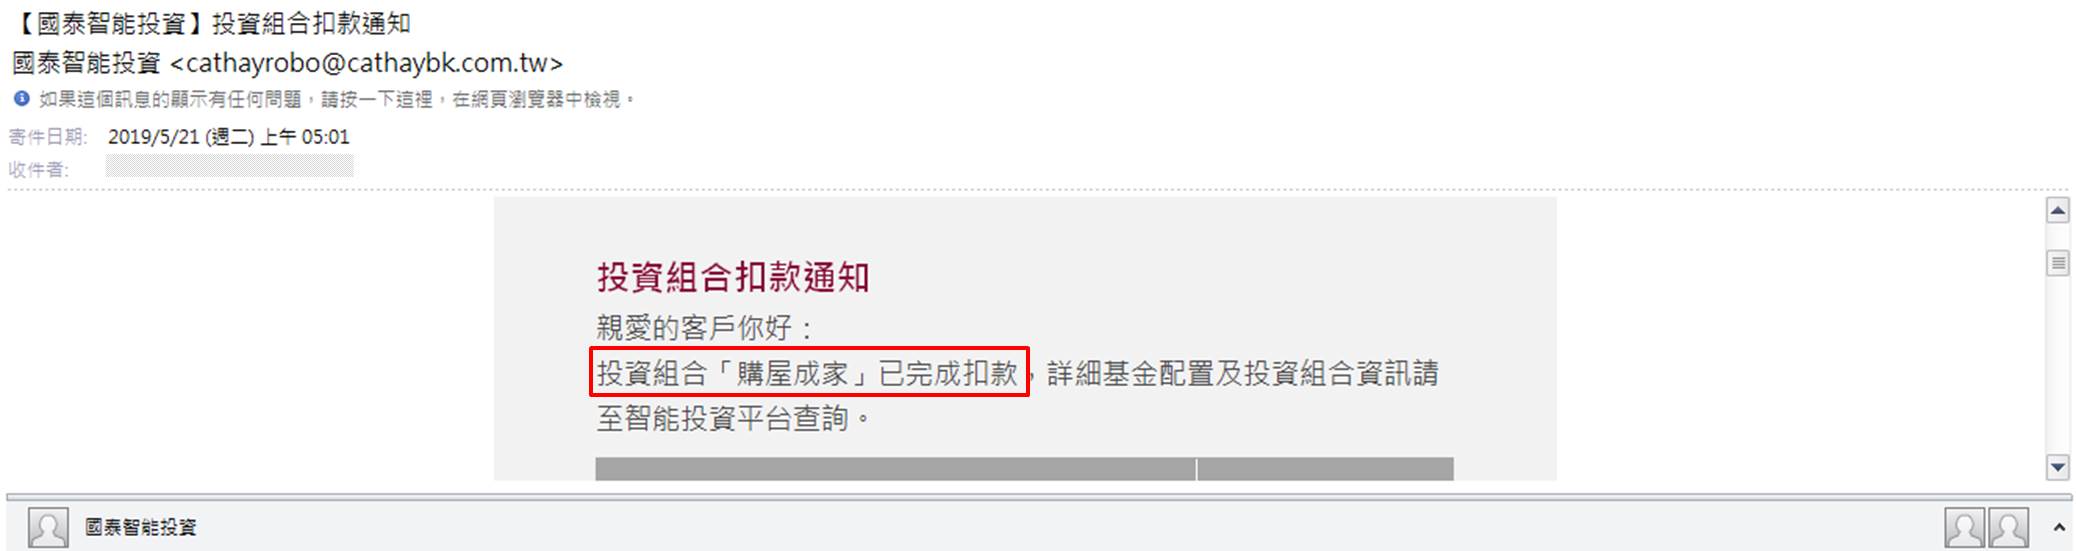 【國泰智能投資】投資組合扣款通知
國泰智能投資 <cathayrobo@cathaybk.com.tw>
如果這個訊息的顯示有任何問題，請按一下這裡，在網頁瀏覽器中檢視。
寄件日期: 2019/5/21 (週二) 上午 05:01
收件者:
投資組合扣款通知
親愛的客戶你好：
投資組合「購屋成家」已完成扣款，詳細基金配置及投資組合資訊請
至智能投資平台查詢。
國泰智能投資